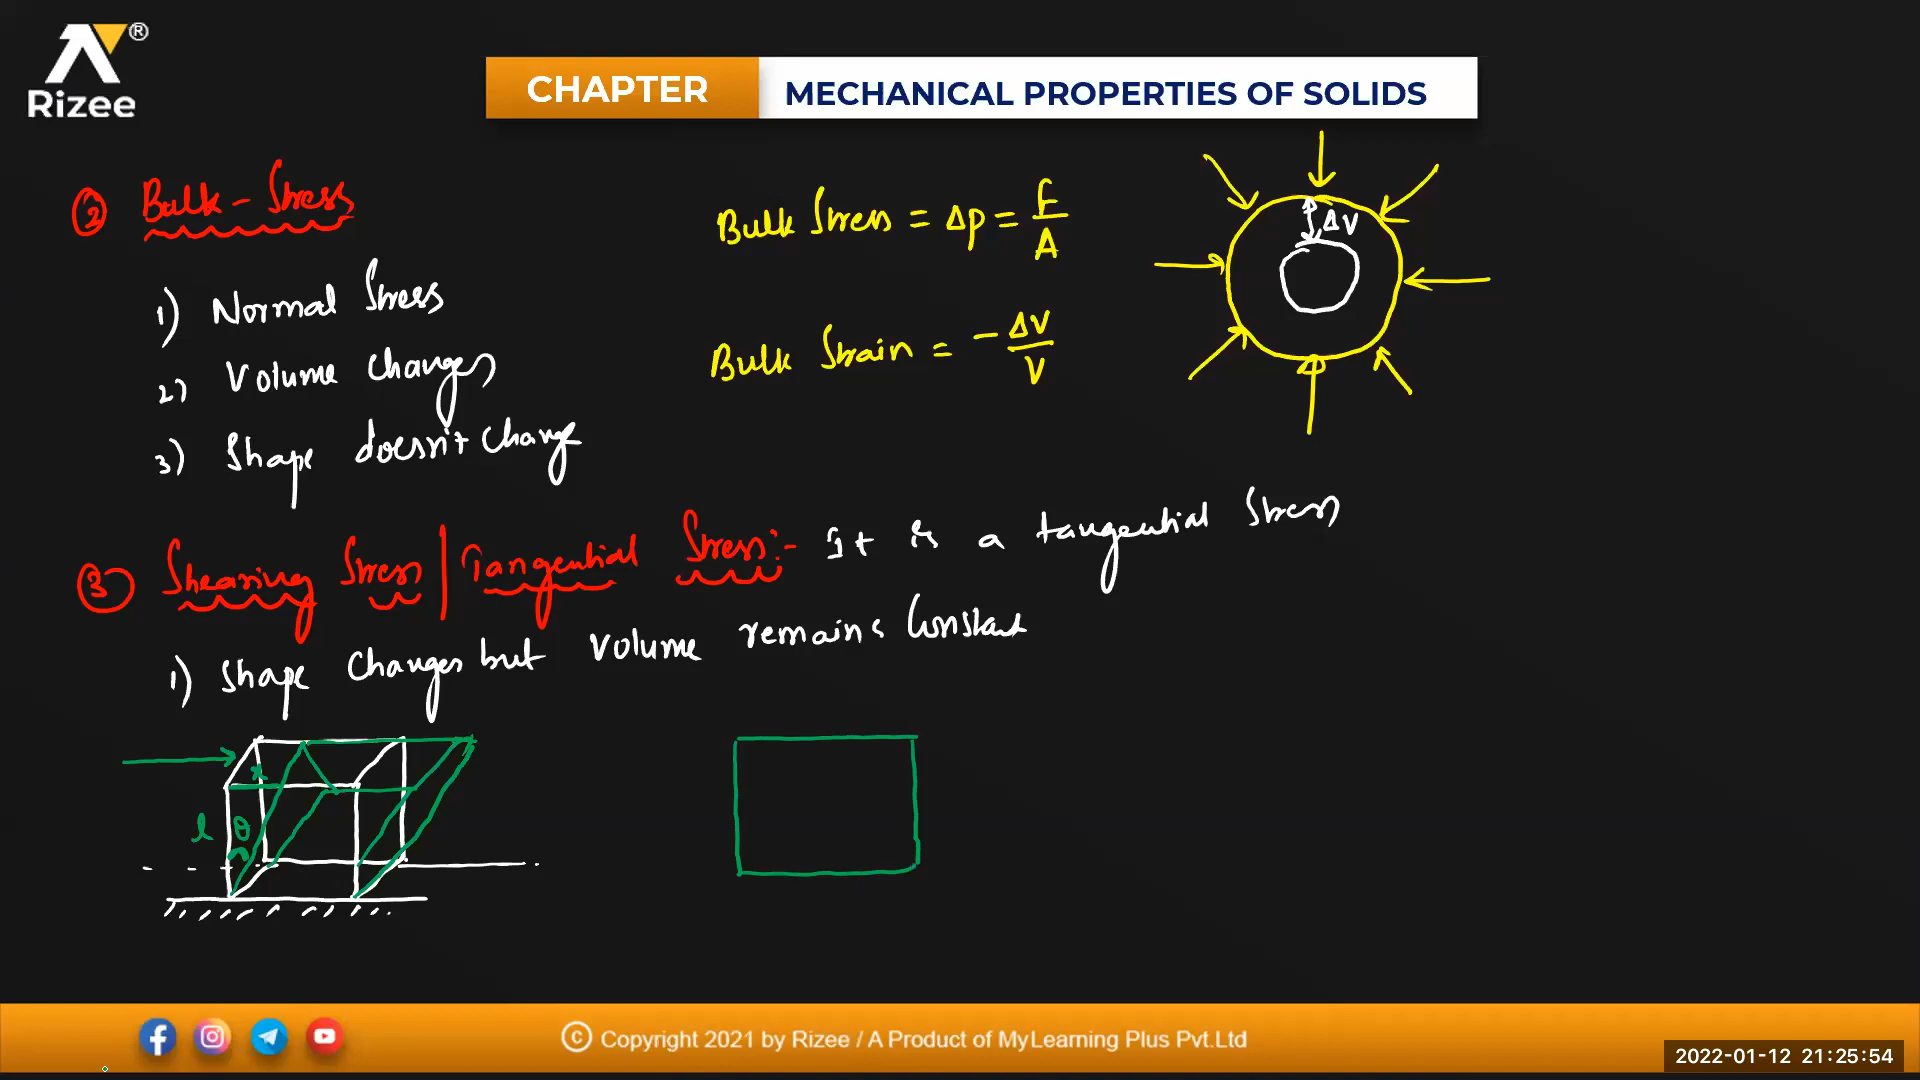 Rizee®
CHAPTER MECHANICAL PROPERTIES OF SOLIDS
② Bulk - Stress
1) Normal Stress
2) Volume Changes
3) Shape doesn't Change
Bulk Stress = Δp = F/A
Bulk Strain = - ΔV/V
ΔV
③ Shearing Stress | Tangential Stress :- It is a tangential Stress
1) Shape Changes but Volume remains Constant
x
l θ
© Copyright 2021 by Rizee / A Product of MyLearning Plus Pvt.Ltd
2022-01-12 21:25:54